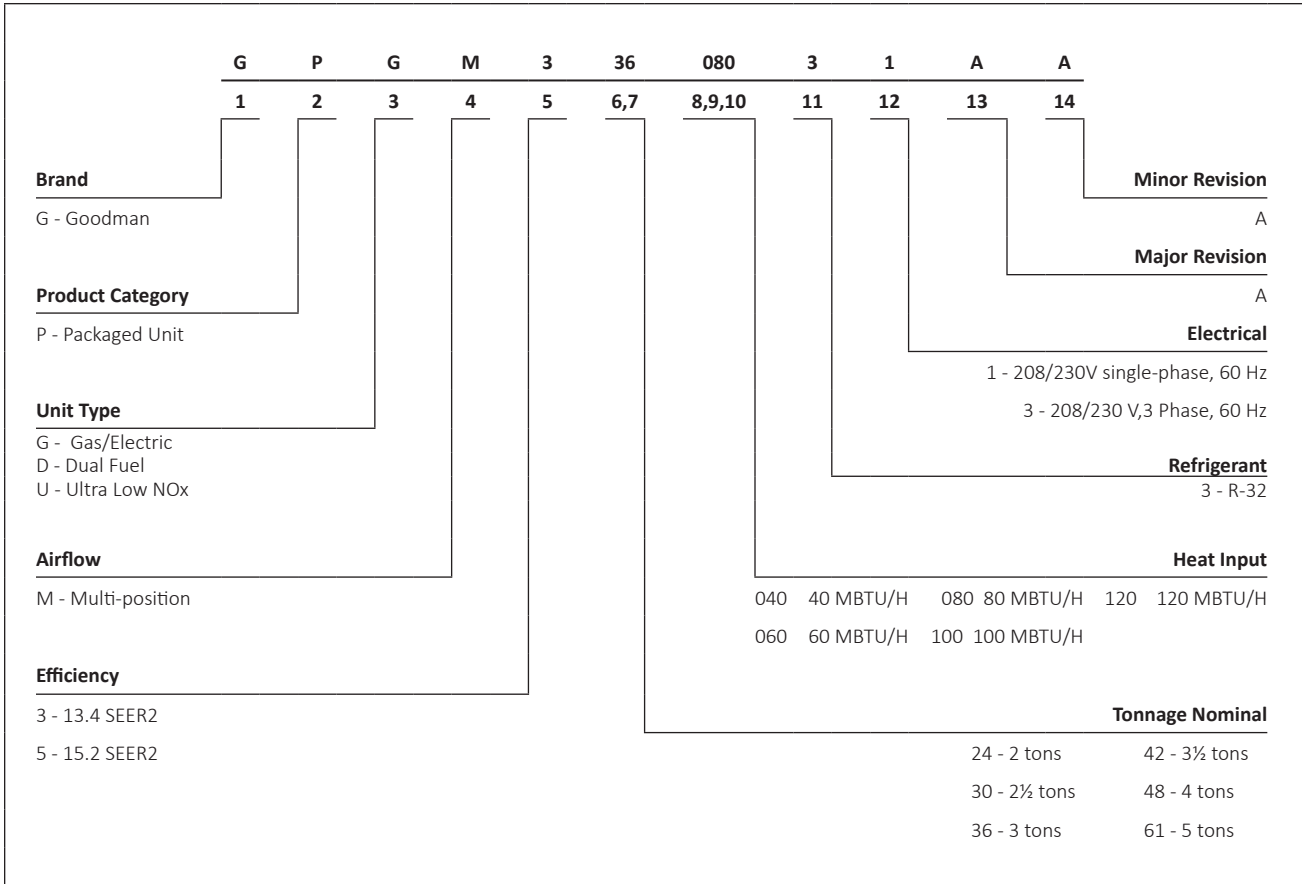 G P G M 3 36 080 3 1 A A
1 2 3 4 5 6,7 8,9,10 11 12 13 14
Brand
G - Goodman
Product Category
P - Packaged Unit
Unit Type
G - Gas/Electric
D - Dual Fuel
U - Ultra Low NOx
Airflow
M - Multi-position
Efficiency
3 - 13.4 SEER2
5 - 15.2 SEER2
Minor Revision
A
Major Revision
A
Electrical
1 - 208/230V single-phase, 60 Hz
3 - 208/230 V,3 Phase, 60 Hz
Refrigerant
3 - R-32
Heat Input
040 40 MBTU/H 080 80 MBTU/H 120 120 MBTU/H
060 60 MBTU/H 100 100 MBTU/H
Tonnage Nominal
24 - 2 tons 42 - 3½ tons
30 - 2½ tons 48 - 4 tons
36 - 3 tons 61 - 5 tons